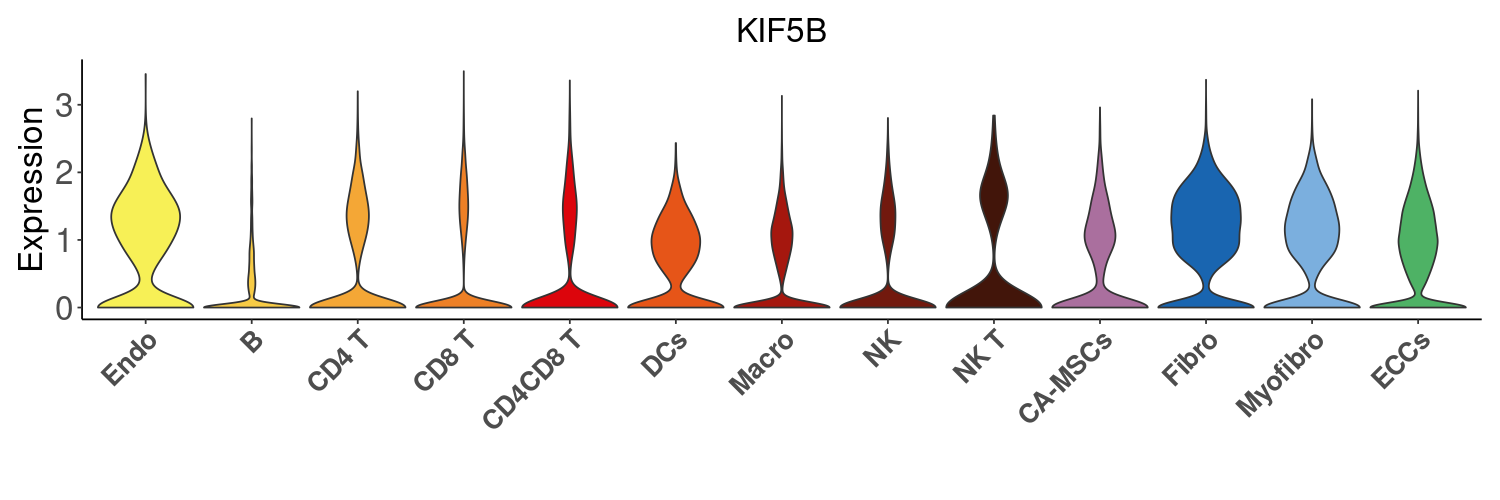 KIF5B
Expression
3
2
1
0
Endo
B
CD4 T
CD8 T
CD4CD8 T
DCs
Macro
NK
NK T
CA-MSCs
Fibro
Myofibro
ECCs